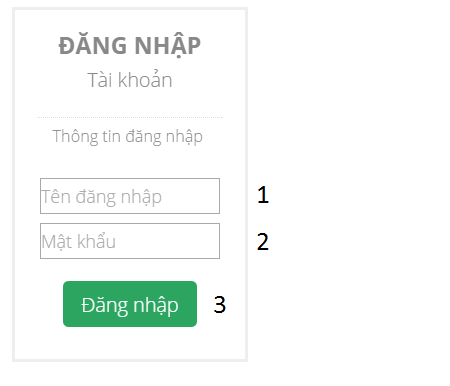 ĐĂNG NHẬP
Tài khoản
Thông tin đăng nhập
Tên đăng nhập 1
Mật khẩu 2
Đăng nhập 3